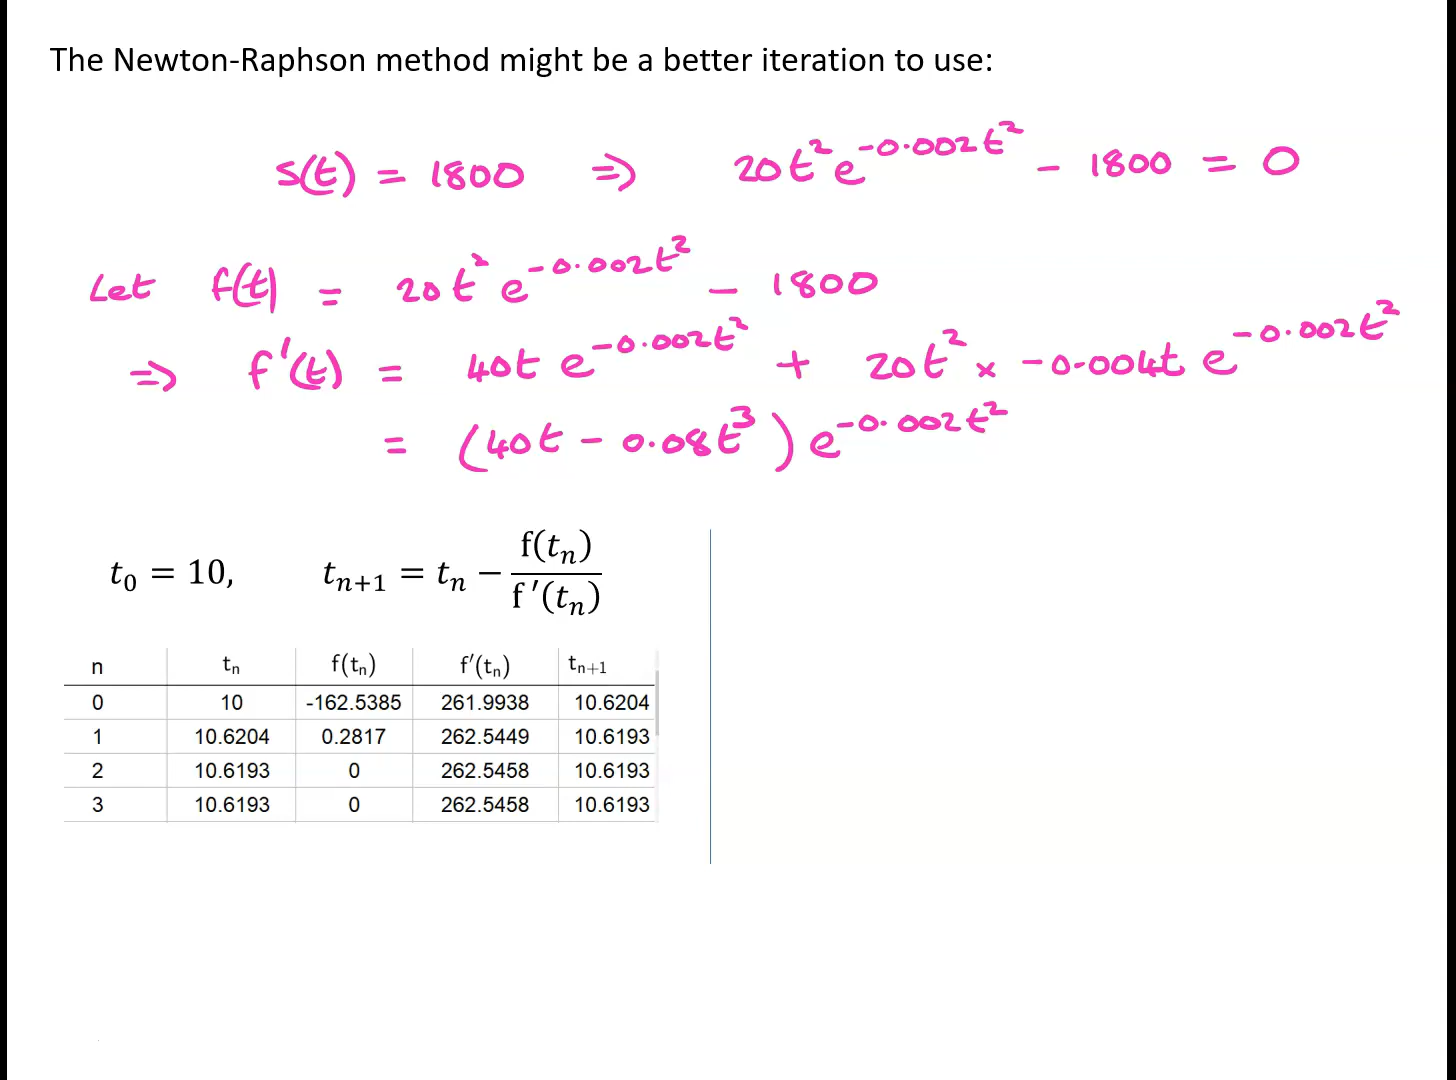 The Newton-Raphson method might be a better iteration to use:
s(t) = 1800 ⇒ 20t²e^{-0.002t²} - 1800 = 0
Let f(t) = 20t²e^{-0.002t²} - 1800
⇒ f'(t) = 40te^{-0.002t²} + 20t² × -0.004te^{-0.002t²}
= (40t - 0.08t³)e^{-0.002t²}
t₀ = 10, tₙ₊₁ = tₙ − f(tₙ)/f′(tₙ)
n tₙ f(tₙ) f′(tₙ) tₙ₊₁
0 10 -162.5385 261.9938 10.6204
1 10.6204 0.2817 262.5449 10.6193
2 10.6193 0 262.5458 10.6193
3 10.6193 0 262.5458 10.6193